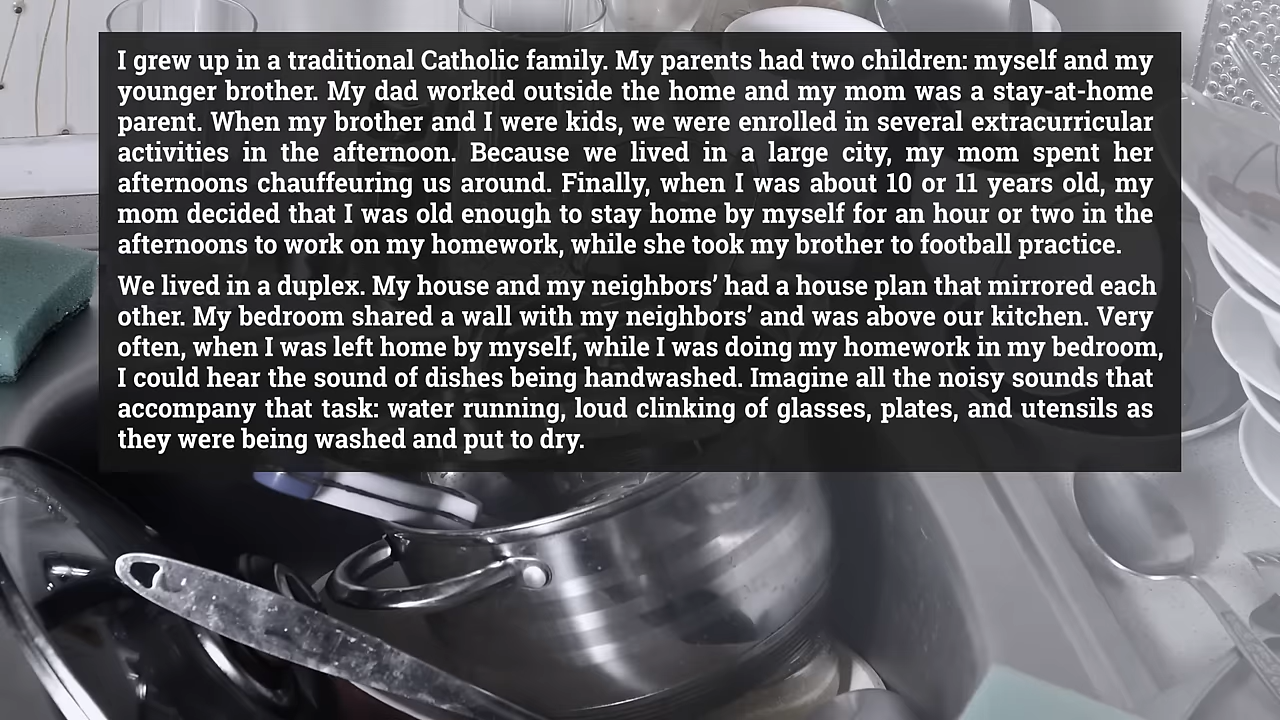 I grew up in a traditional Catholic family. My parents had two children: myself and my
younger brother. My dad worked outside the home and my mom was a stay-at-home
parent. When my brother and I were kids, we were enrolled in several extracurricular
activities in the afternoon. Because we lived in a large city, my mom spent her
afternoons chauffeuring us around. Finally, when I was about 10 or 11 years old, my
mom decided that I was old enough to stay home by myself for an hour or two in the
afternoons to work on my homework, while she took my brother to football practice.
We lived in a duplex. My house and my neighbors’ had a house plan that mirrored each
other. My bedroom shared a wall with my neighbors’ and was above our kitchen. Very
often, when I was left home by myself, while I was doing my homework in my bedroom,
I could hear the sound of dishes being handwashed. Imagine all the noisy sounds that
accompany that task: water running, loud clinking of glasses, plates, and utensils as
they were being washed and put to dry.